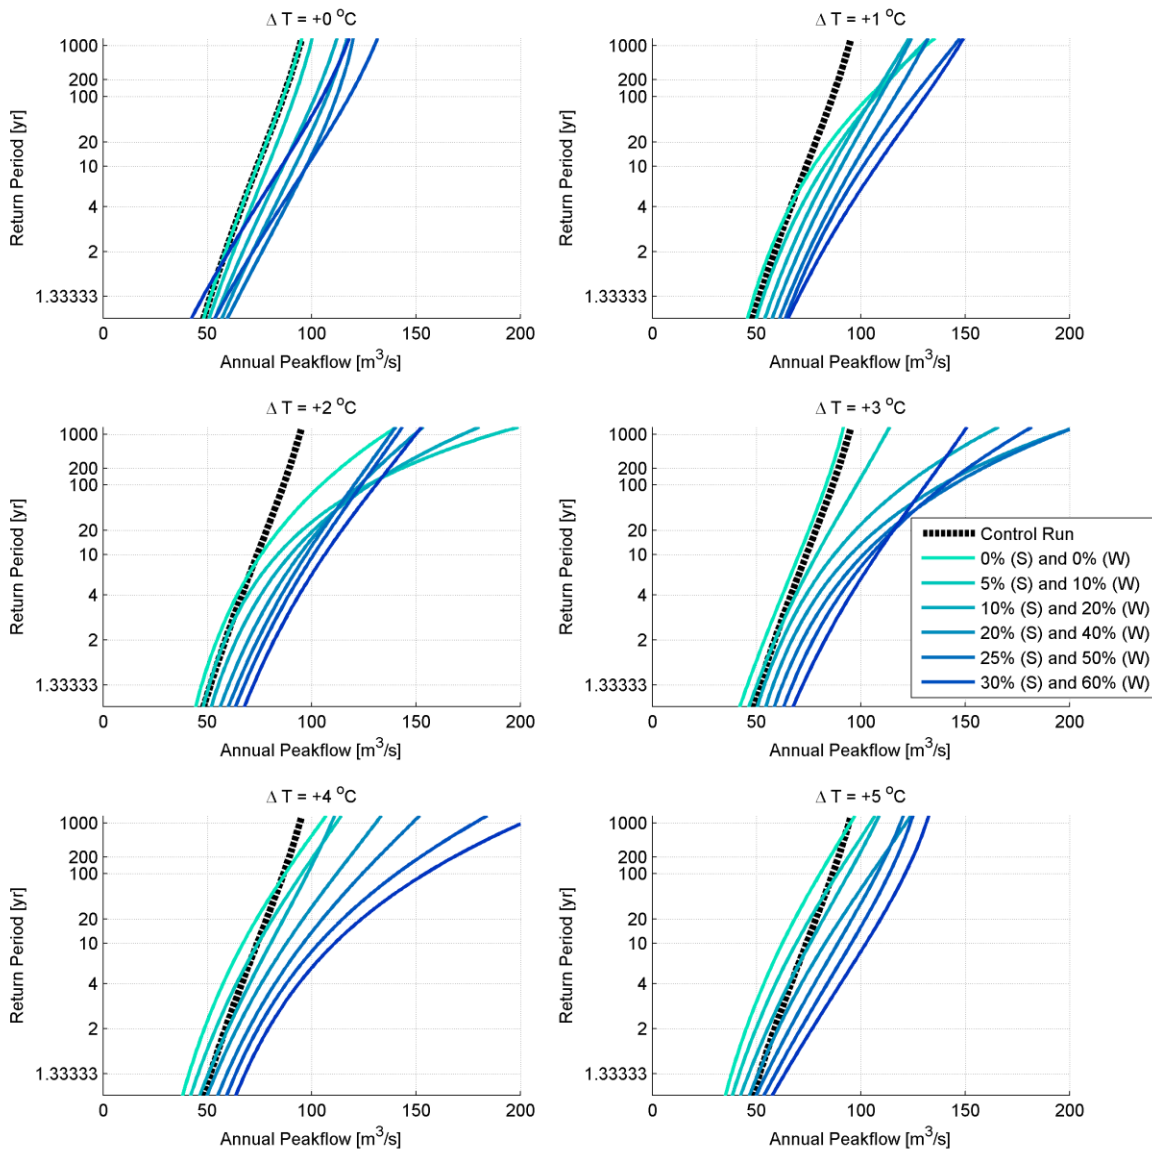 Δ T = +0 °C
Return Period [yr]
1000
200
100
20
10
4
2
1.33333
0 50 100 150 200
Annual Peakflow [m³/s]
Δ T = +1 °C
Return Period [yr]
1000
200
100
20
10
4
2
1.33333
0 50 100 150 200
Annual Peakflow [m³/s]
Δ T = +2 °C
Return Period [yr]
1000
200
100
20
10
4
2
1.33333
0 50 100 150 200
Annual Peakflow [m³/s]
Δ T = +3 °C
Return Period [yr]
1000
200
100
20
10
4
2
1.33333
0 50 100 150 200
Annual Peakflow [m³/s]
Control Run
0% (S) and 0% (W)
5% (S) and 10% (W)
10% (S) and 20% (W)
20% (S) and 40% (W)
25% (S) and 50% (W)
30% (S) and 60% (W)
Δ T = +4 °C
Return Period [yr]
1000
200
100
20
10
4
2
1.33333
0 50 100 150 200
Annual Peakflow [m³/s]
Δ T = +5 °C
Return Period [yr]
1000
200
100
20
10
4
2
1.33333
0 50 100 150 200
Annual Peakflow [m³/s]